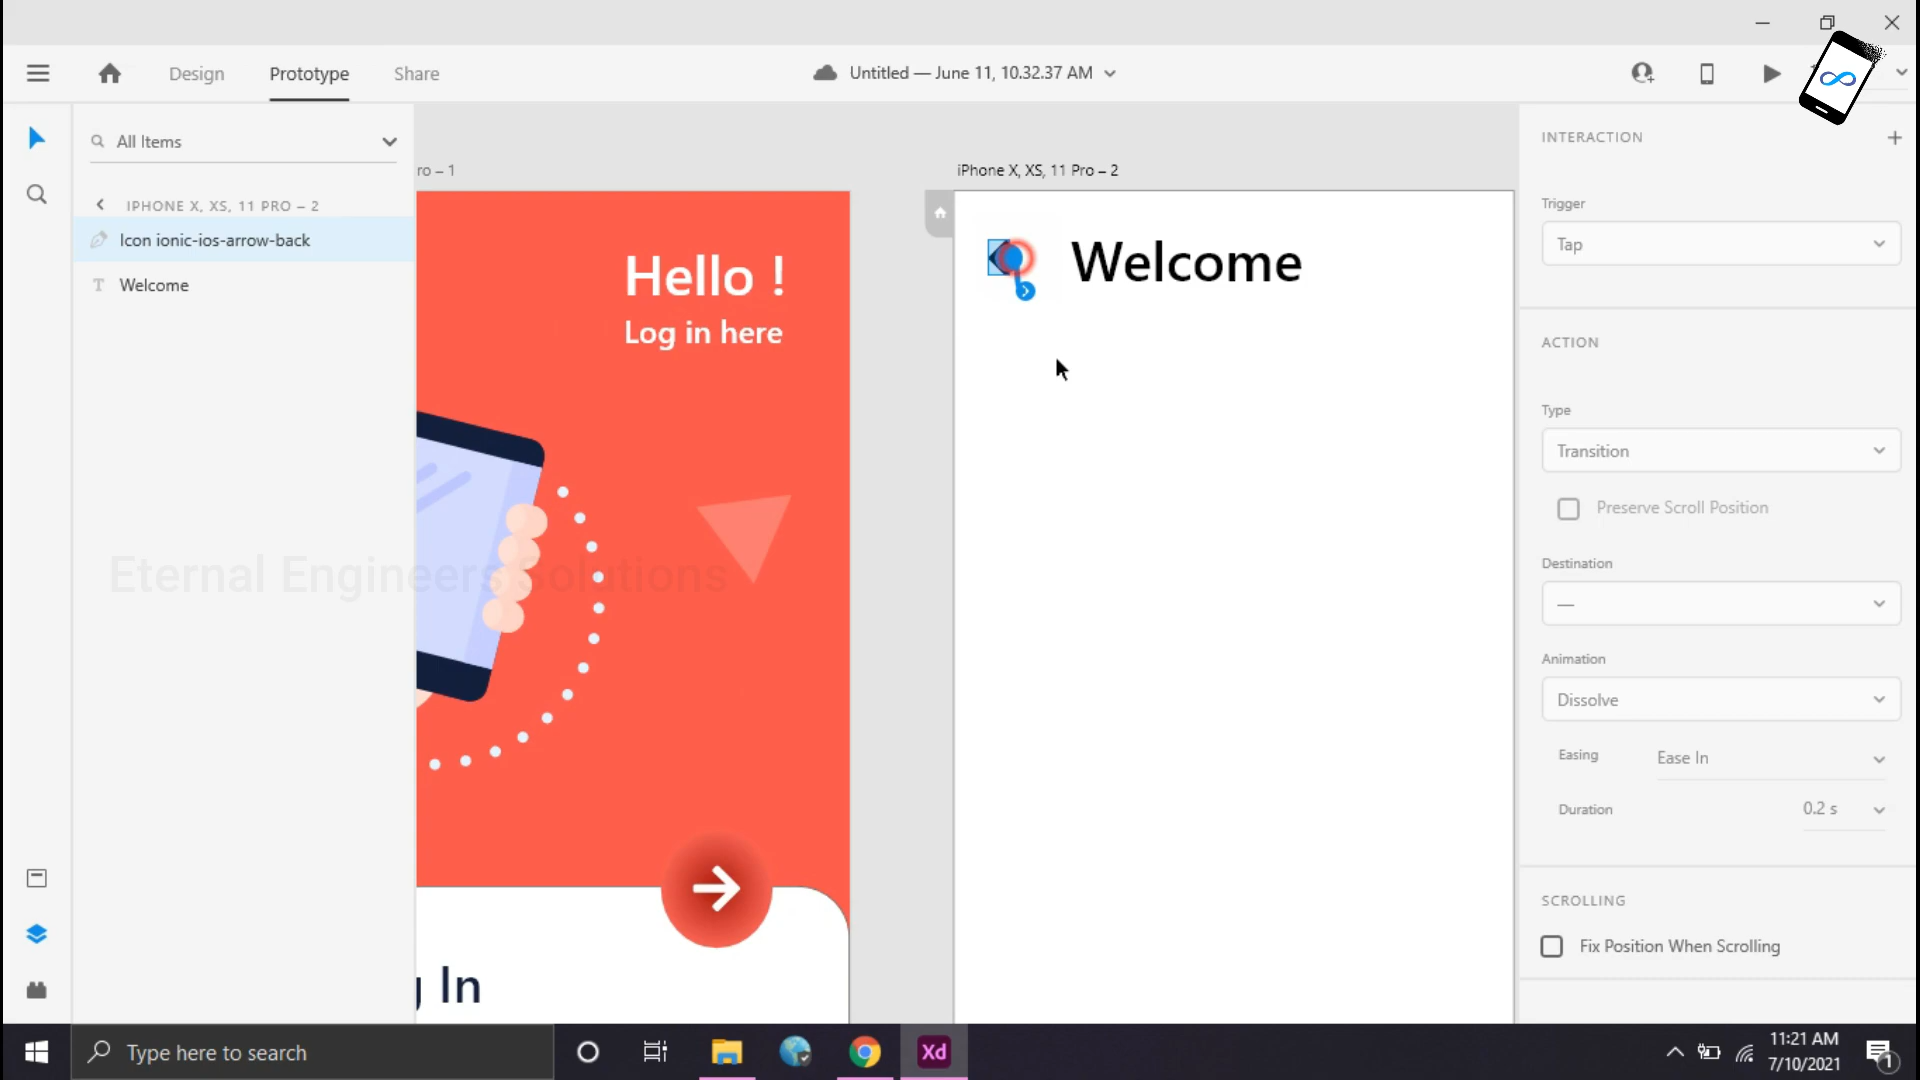 Design
Prototype
Share
Untitled — June 11, 10.32.37 AM
All Items
IPHONE X, XS, 11 PRO – 2
Icon ionic-ios-arrow-back
T Welcome
ro – 1
Hello !
Log in here
Eternal Engineers Solutions
In
iPhone X, XS, 11 Pro – 2
Welcome
INTERACTION
Trigger
Tap
ACTION
Type
Transition
Preserve Scroll Position
Destination
—
Animation
Dissolve
Easing
Ease In
Duration
0.2 s
SCROLLING
Fix Position When Scrolling
Type here to search
Xd
11:21 AM
7/10/2021
1